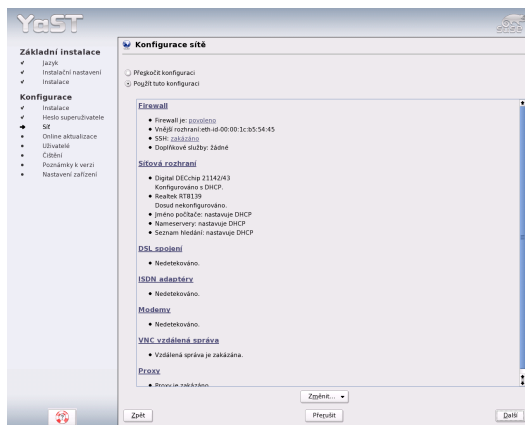 YaST
Základní instalace
Jazyk
Instalační nastavení
Instalace
Konfigurace
Instalace
Heslo superuživatele
Síť
Online aktualizace
Uživatelé
Čištění
Poznámky k verzi
Nastavení zařízení
Konfigurace sítě
Přeskočit konfiguraci
Použít tuto konfiguraci
Firewall
Firewall je: povoleno
Vnější rozhraní:eth-id-00:00:1c:b5:54:45
SSH: zakázáno
Doplňkové služby: žádné
Síťová rozhraní
Digital DECchip 21142/43
Konfigurováno s DHCP.
Realtek RT8139
Dosud nekonfigurováno.
Jméno počítače: nastavuje DHCP
Nameservery: nastavuje DHCP
Seznam hledání: nastavuje DHCP
DSL spojení
Nedetekováno.
ISDN adaptéry
Nedetekováno.
Modemy
Nedetekováno.
VNC vzdálená správa
Vzdálená správa je zakázána.
Proxy
Proxy je zakázáno
Změnit...
Zpět
Přerušit
Další